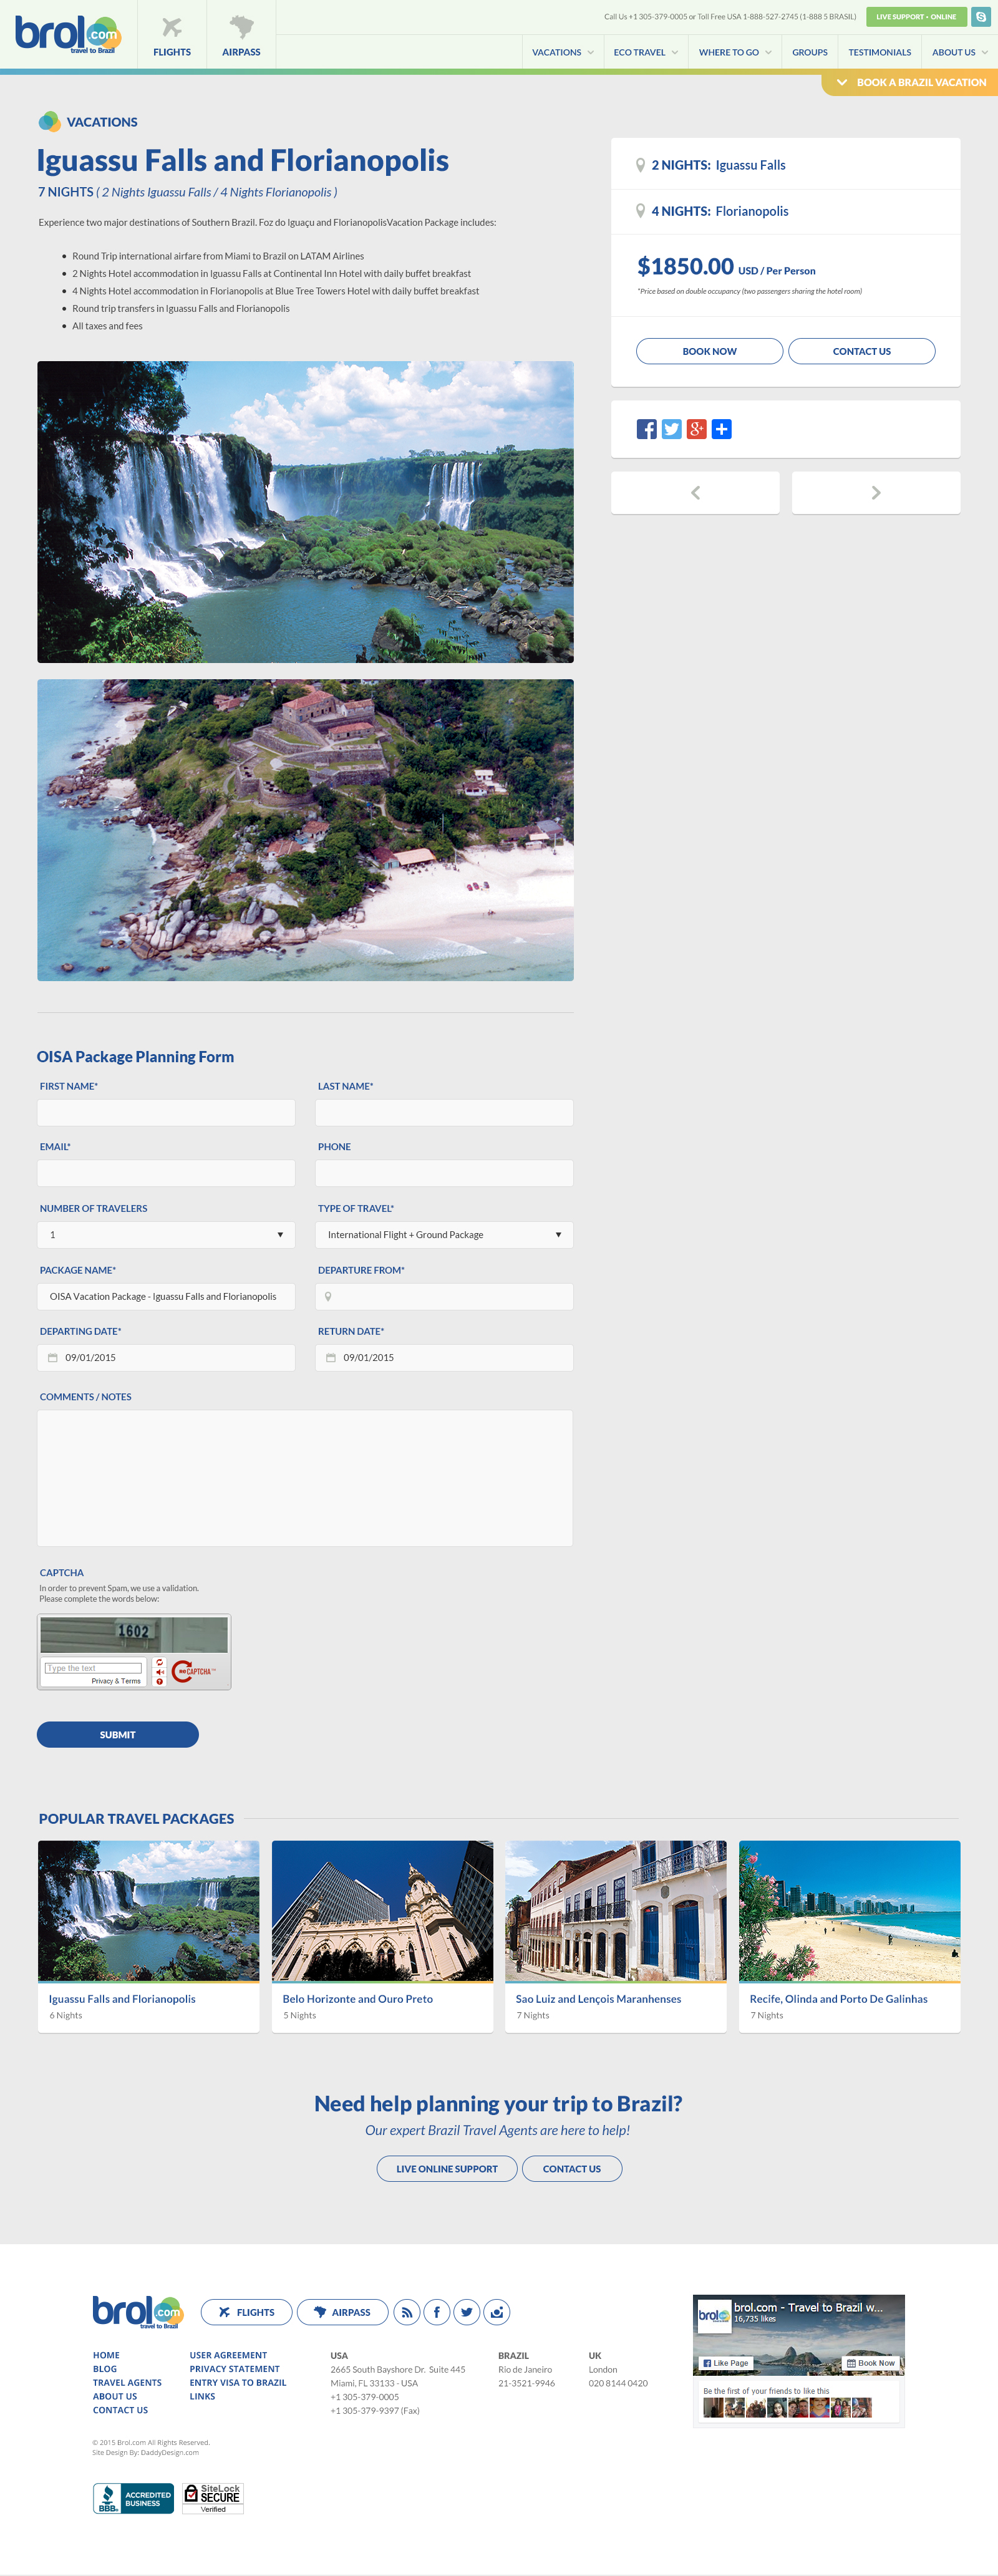 brol.com
travel to Brazil
FLIGHTS
AIRPASS
Call Us +1 305-379-0005 or Toll Free USA 1-888-527-2745 (1-888 5 BRASIL)
LIVE SUPPORT • ONLINE
VACATIONS
ECO TRAVEL
WHERE TO GO
GROUPS
TESTIMONIALS
ABOUT US
BOOK A BRAZIL VACATION
VACATIONS
Iguassu Falls and Florianopolis
7 NIGHTS ( 2 Nights Iguassu Falls / 4 Nights Florianopolis )
Experience two major destinations of Southern Brazil. Foz do Iguaçu and FlorianopolisVacation Package includes:
• Round Trip international airfare from Miami to Brazil on LATAM Airlines
• 2 Nights Hotel accommodation in Iguassu Falls at Continental Inn Hotel with daily buffet breakfast
• 4 Nights Hotel accommodation in Florianopolis at Blue Tree Towers Hotel with daily buffet breakfast
• Round trip transfers in Iguassu Falls and Florianopolis
• All taxes and fees
2 NIGHTS: Iguassu Falls
4 NIGHTS: Florianopolis
$1850.00 USD / Per Person
*Price based on double occupancy (two passengers sharing the hotel room)
BOOK NOW
CONTACT US
OISA Package Planning Form
FIRST NAME*
LAST NAME*
EMAIL*
PHONE
NUMBER OF TRAVELERS
1
TYPE OF TRAVEL*
International Flight + Ground Package
PACKAGE NAME*
OISA Vacation Package - Iguassu Falls and Florianopolis
DEPARTURE FROM*
DEPARTING DATE*
09/01/2015
RETURN DATE*
09/01/2015
COMMENTS / NOTES
CAPTCHA
In order to prevent Spam, we use a validation.
Please complete the words below:
1602
Type the text
Privacy & Terms
reCAPTCHA™
SUBMIT
POPULAR TRAVEL PACKAGES
Iguassu Falls and Florianopolis
6 Nights
Belo Horizonte and Ouro Preto
5 Nights
Sao Luiz and Lençois Maranhenses
7 Nights
Recife, Olinda and Porto De Galinhas
7 Nights
Need help planning your trip to Brazil?
Our expert Brazil Travel Agents are here to help!
LIVE ONLINE SUPPORT
CONTACT US
brol.com
travel to Brazil
FLIGHTS
AIRPASS
HOME
BLOG
TRAVEL AGENTS
ABOUT US
CONTACT US
USER AGREEMENT
PRIVACY STATEMENT
ENTRY VISA TO BRAZIL
LINKS
USA
2665 South Bayshore Dr. Suite 445
Miami, FL 33133 - USA
+1 305-379-0005
+1 305-379-9397 (Fax)
BRAZIL
Rio de Janeiro
21-3521-9946
UK
London
020 8144 0420
brol.com
brol.com - Travel to Brazil w...
16,735 likes
Like Page
Book Now
Be the first of your friends to like this
© 2015 Brol.com All Rights Reserved.
Site Design By: DaddyDesign.com
BBB
ACCREDITED
BUSINESS
SiteLock
SECURE
Verified